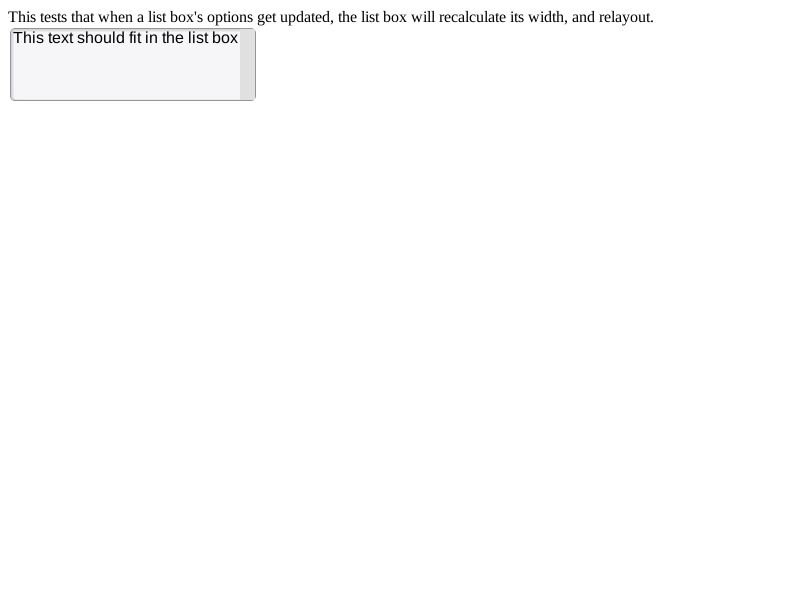 This tests that when a list box's options get updated, the list box will recalculate its width, and relayout.
This text should fit in the list box